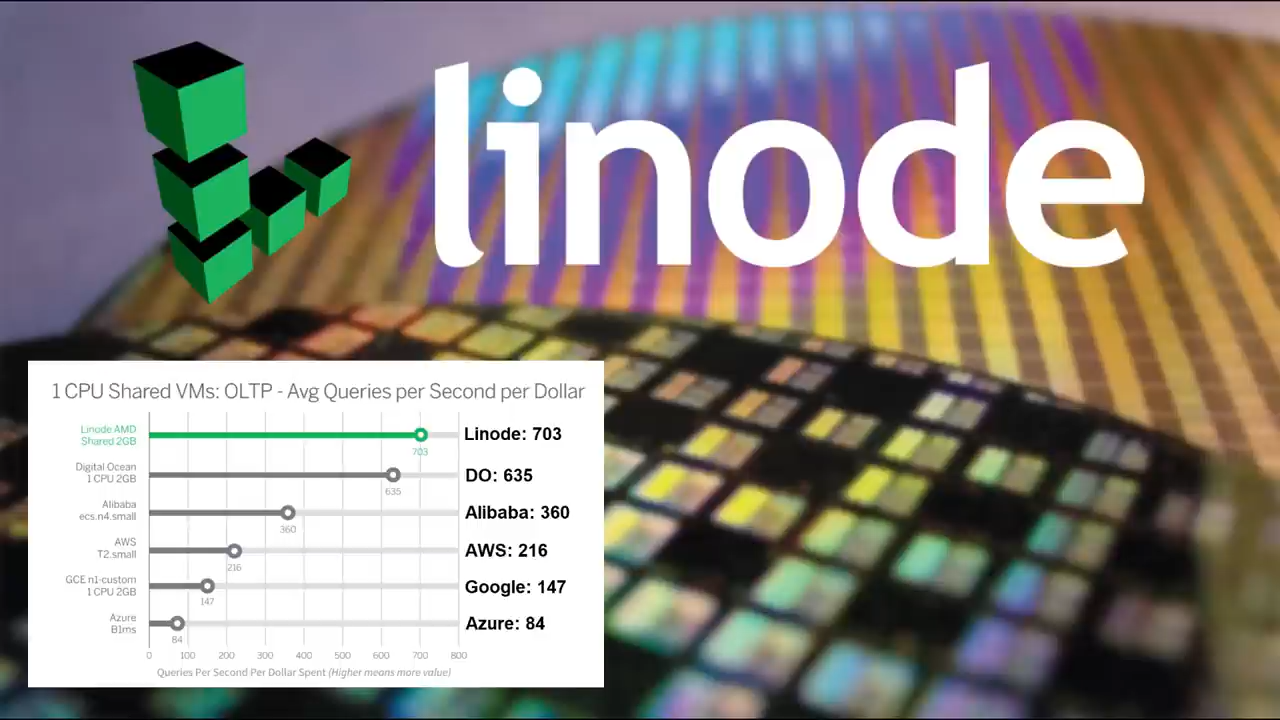 linode
1 CPU Shared VMs: OLTP - Avg Queries per Second per Dollar
Linode AMD
Shared 2GB
703
Linode: 703
Digital Ocean
1 CPU 2GB
635
DO: 635
Alibaba
ecs.n4.small
360
Alibaba: 360
AWS
T2.small
216
AWS: 216
GCE n1-custom
1 CPU 2GB
147
Google: 147
Azure
B1ms
84
Azure: 84
0 100 200 300 400 500 600 700 800
Queries Per Second Per Dollar Spent (Higher means more value)